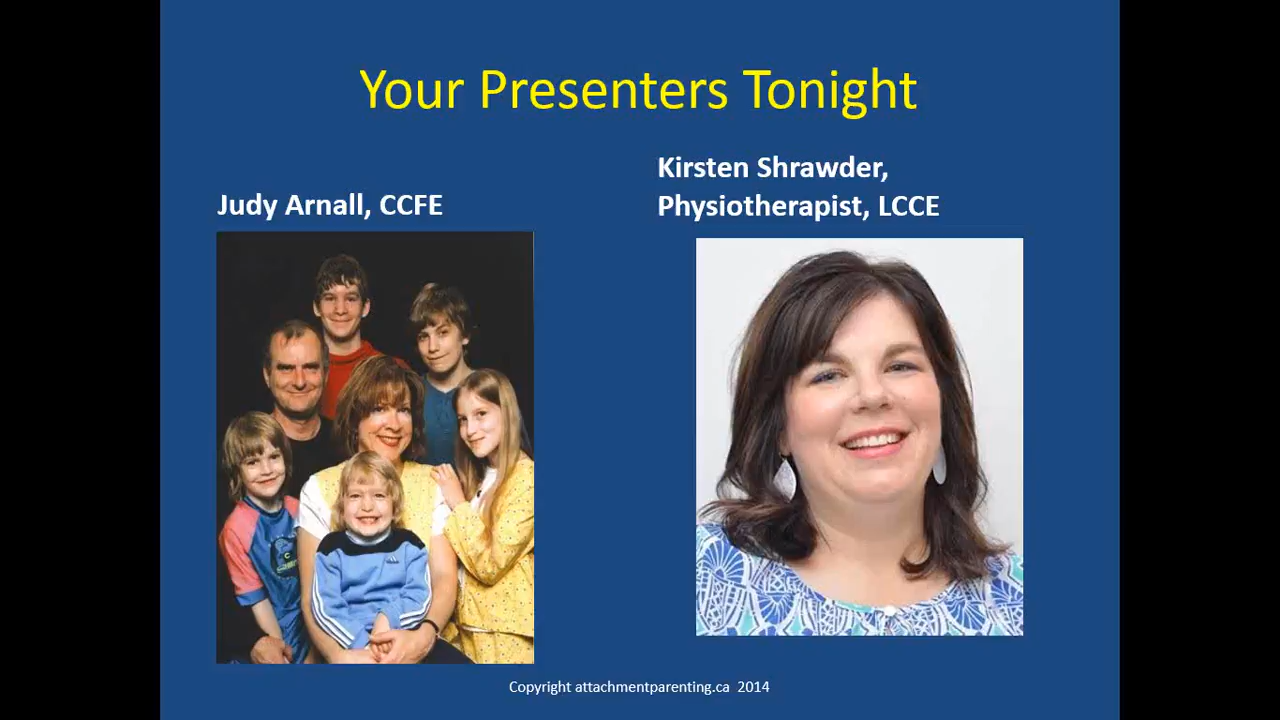 Your Presenters Tonight
Judy Arnall, CCFE
Kirsten Shrawder,
Physiotherapist, LCCE
Copyright attachmentparenting.ca 2014